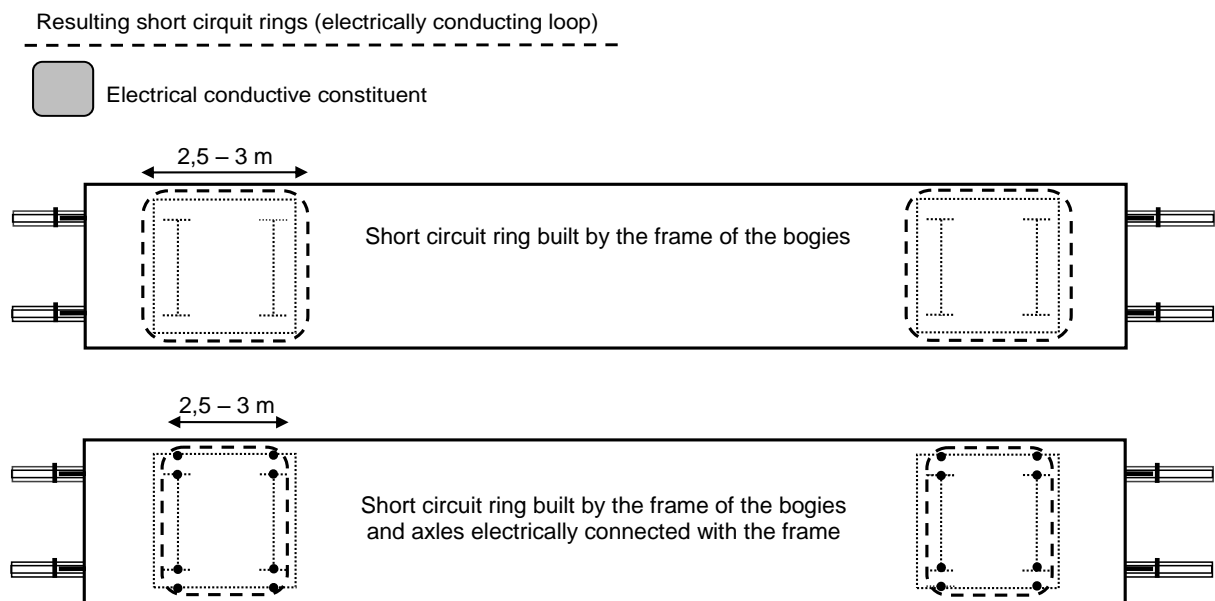 Resulting short cirquit rings (electrically conducting loop)
Electrical conductive constituent
2,5 – 3 m
Short circuit ring built by the frame of the bogies
2,5 – 3 m
Short circuit ring built by the frame of the bogies
and axles electrically connected with the frame